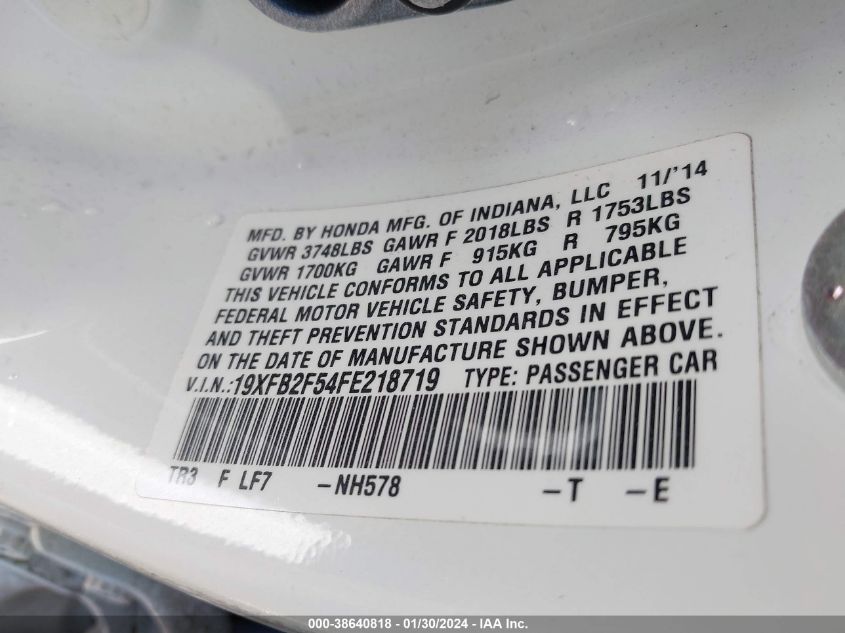 MFD. BY HONDA MFG. OF INDIANA, LLC 11/'14
GVWR 3748LBS GAWR F 2018LBS R 1753LBS
GVWR 1700KG GAWR F 915KG R 795KG
THIS VEHICLE CONFORMS TO ALL APPLICABLE
FEDERAL MOTOR VEHICLE SAFETY, BUMPER,
AND THEFT PREVENTION STANDARDS IN EFFECT
ON THE DATE OF MANUFACTURE SHOWN ABOVE.
V.I.N.:19XFB2F54FE218719 TYPE: PASSENGER CAR
TR3 F LF7 -NH578 -T -E
000-38640818 - 01/30/2024 - IAA Inc.